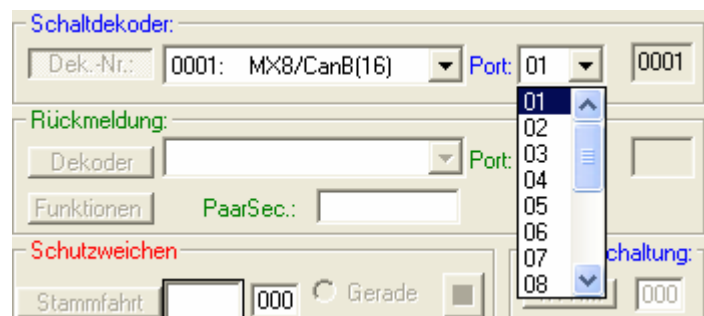 Schaltdekoder:
Dek.-Nr.: 0001: MX8/CanB(16) Port: 01 0001
01
Rückmeldung:
02
Dekoder Port: 03
04
Funktionen PaarSec.: 05
06
Schutzweichen 07 chaltung:
08
Stammfahrt 000 Gerade 000